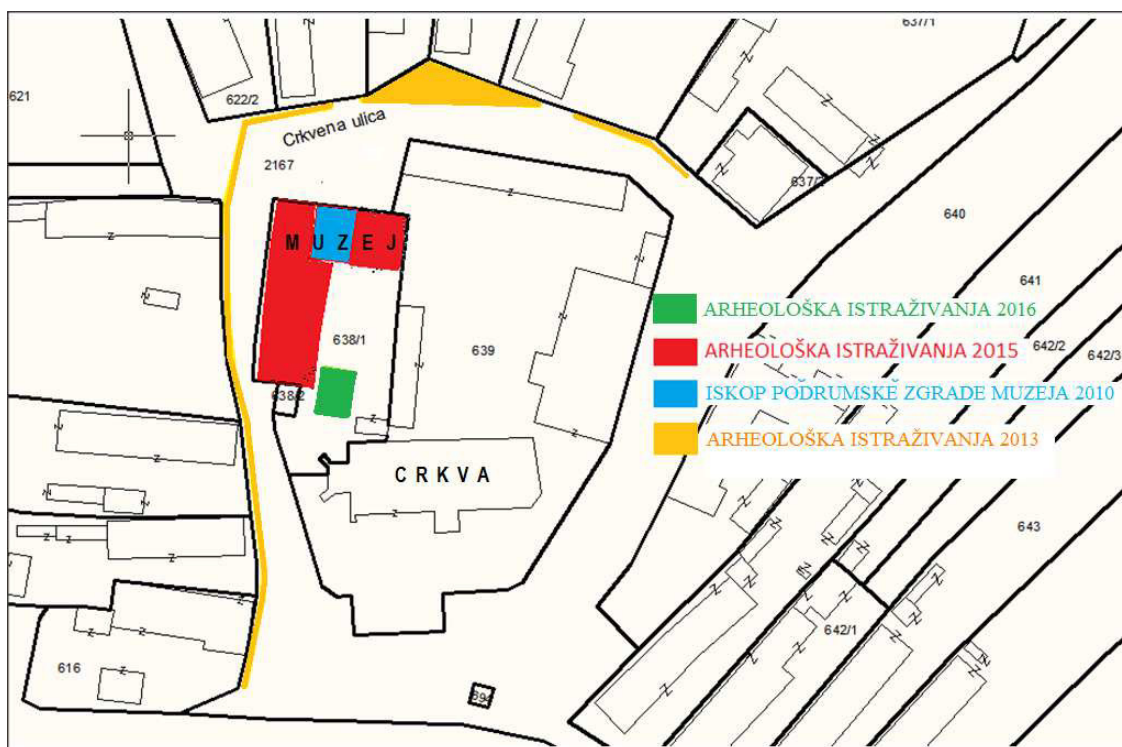 637/1
621
622/2
Crkvena ulica
2167
637/2
640
M U Z E J
641
ARHEOLOŠKA ISTRAŽIVANJA 2016
638/1
639
642/2
642/3
ARHEOLOŠKA ISTRAŽIVANJA 2015
638/2
ISKOP PODRUMSKE ZGRADE MUZEJA 2010
ARHEOLOŠKA ISTRAŽIVANJA 2013
C R K V A
643
642/1
616